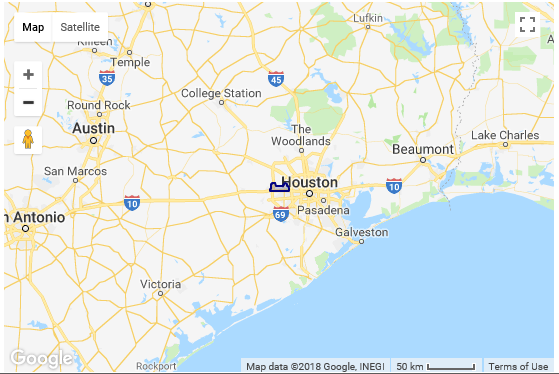 Map Satellite
Lufkin
Killeen
Temple
35
45
College Station
Round Rock
The
Woodlands
Austin
Lake Charles
Beaumont
San Marcos
Houston
10
10
Pasadena
69
n Antonio
Galveston
Victoria
Rockport
Google
Map data ©2018 Google, INEGI 50 km Terms of Use